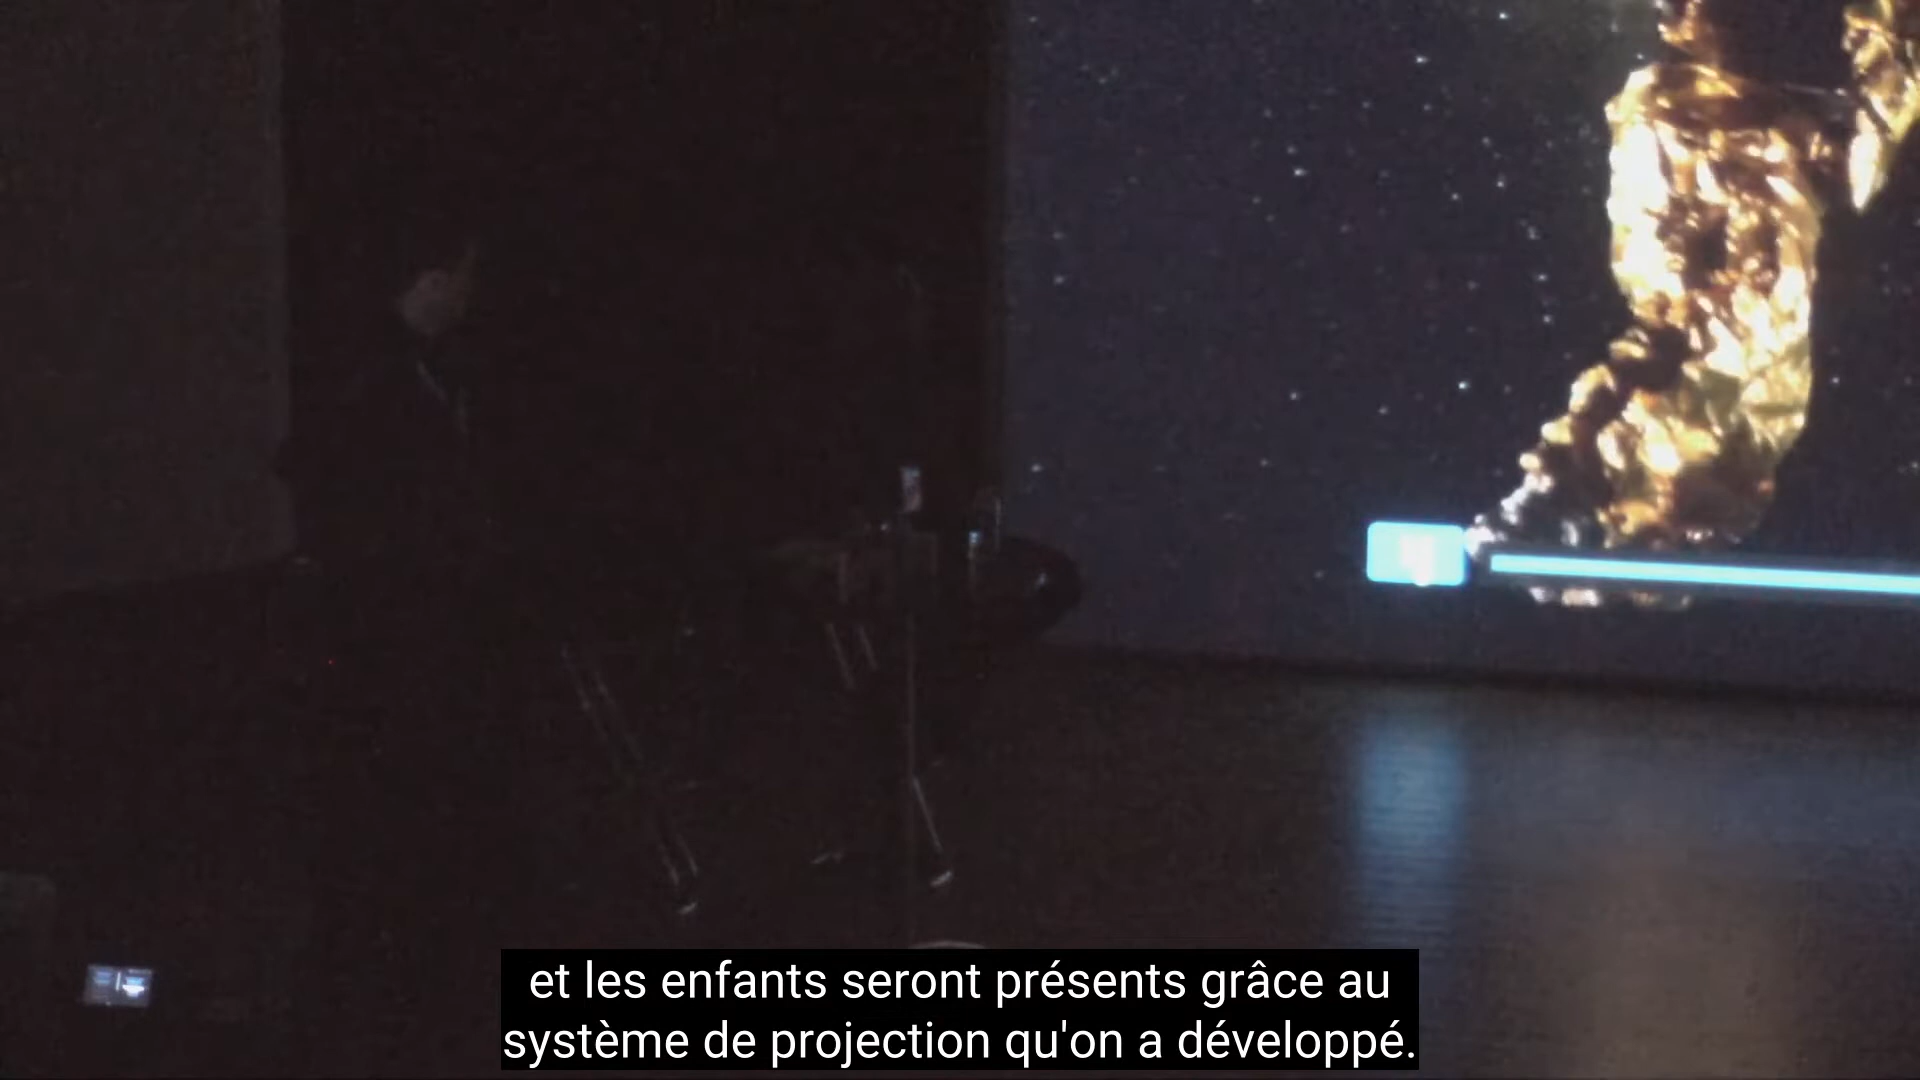 et les enfants seront présents grâce au
système de projection qu'on a développé.